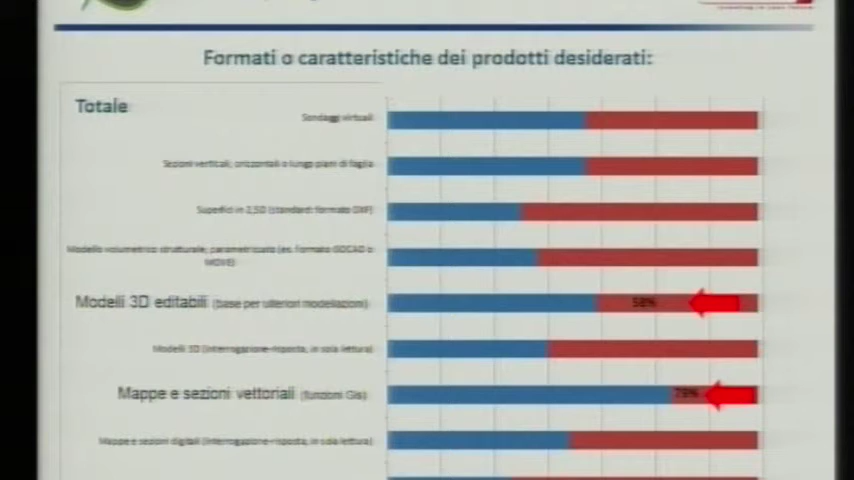 Formati o caratteristiche dei prodotti desiderati:
Totale
Sondaggi virtuali
Sezioni verticali, orizzontali o lungo piani di faglia
Superfici in 2,5D (standard: formato DXF)
Modello volumetrico strutturale, parametrizzato (es. formato GOCAD o
MOVE)
Modelli 3D editabili (base per ulteriori modellazioni)
58%
Modelli 3D (interrogazione-risposta, in sola lettura)
Mappe e sezioni vettoriali (funzioni Gis)
Mappe e sezioni digitali (interrogazione-risposta, in sola lettura)